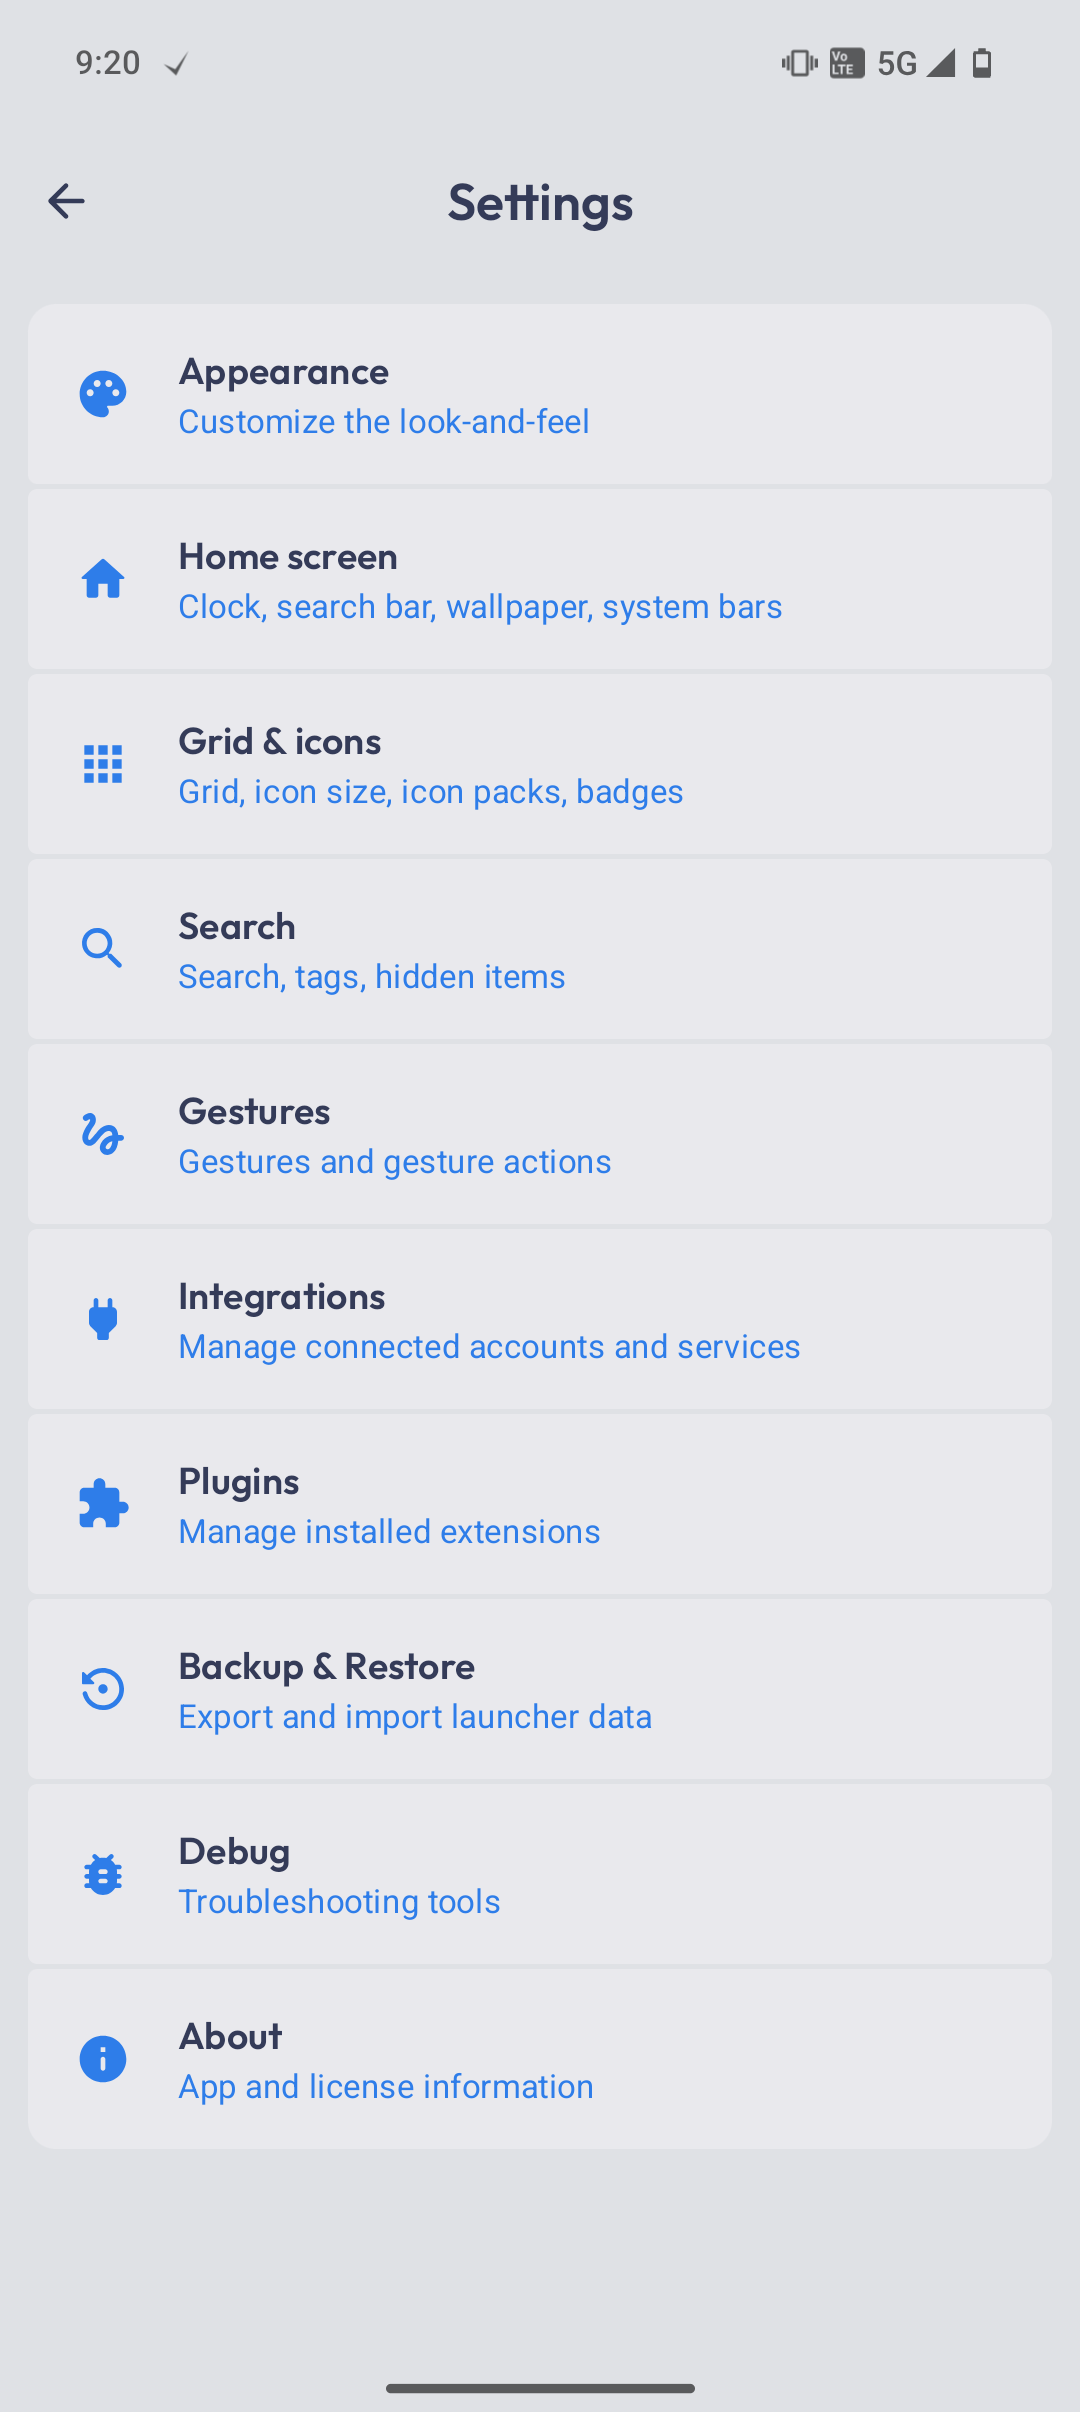 9:20
Vo
LTE
5G
Settings
Appearance
Customize the look-and-feel
Home screen
Clock, search bar, wallpaper, system bars
Grid & icons
Grid, icon size, icon packs, badges
Search
Search, tags, hidden items
Gestures
Gestures and gesture actions
Integrations
Manage connected accounts and services
Plugins
Manage installed extensions
Backup & Restore
Export and import launcher data
Debug
Troubleshooting tools
About
App and license information